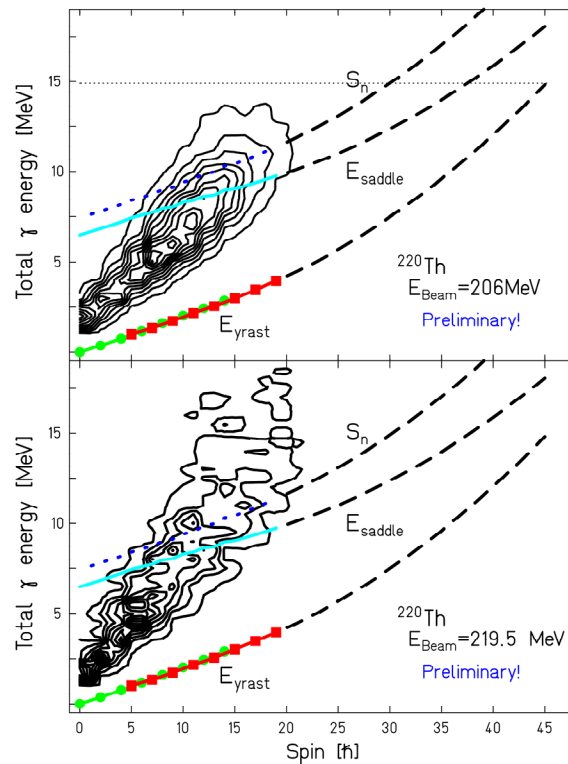 Total γ energy [MeV]
15
10
5
S_n
E_saddle
E_yrast
²²⁰Th
E_Beam=206MeV
Preliminary!
Total γ energy [MeV]
15
10
5
S_n
E_saddle
E_yrast
²²⁰Th
E_Beam=219.5 MeV
Preliminary!
0 5 10 15 20 25 30 35 40 45
Spin [ħ]